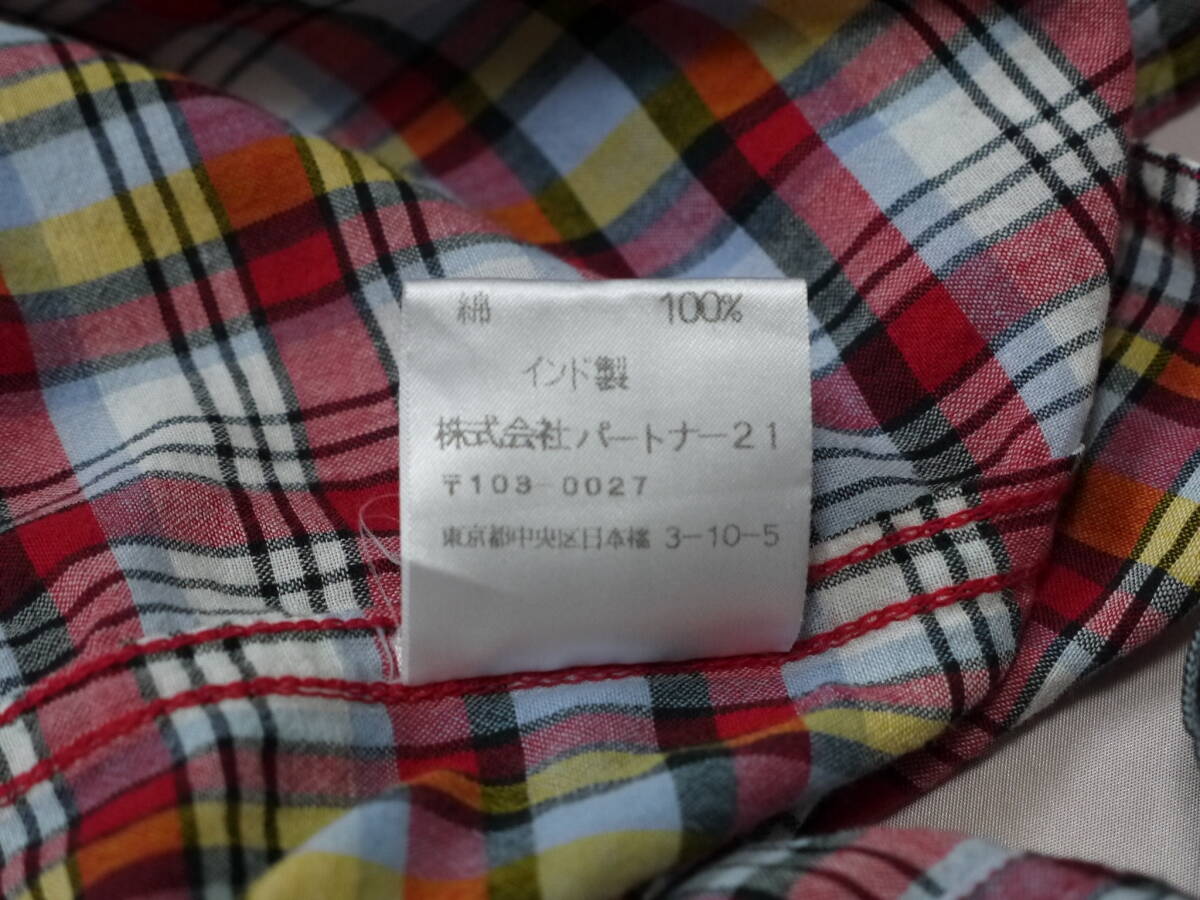 綿 100%
インド製
株式会社パートナー21
〒103-0027
東京都中央区日本橋 3-10-5